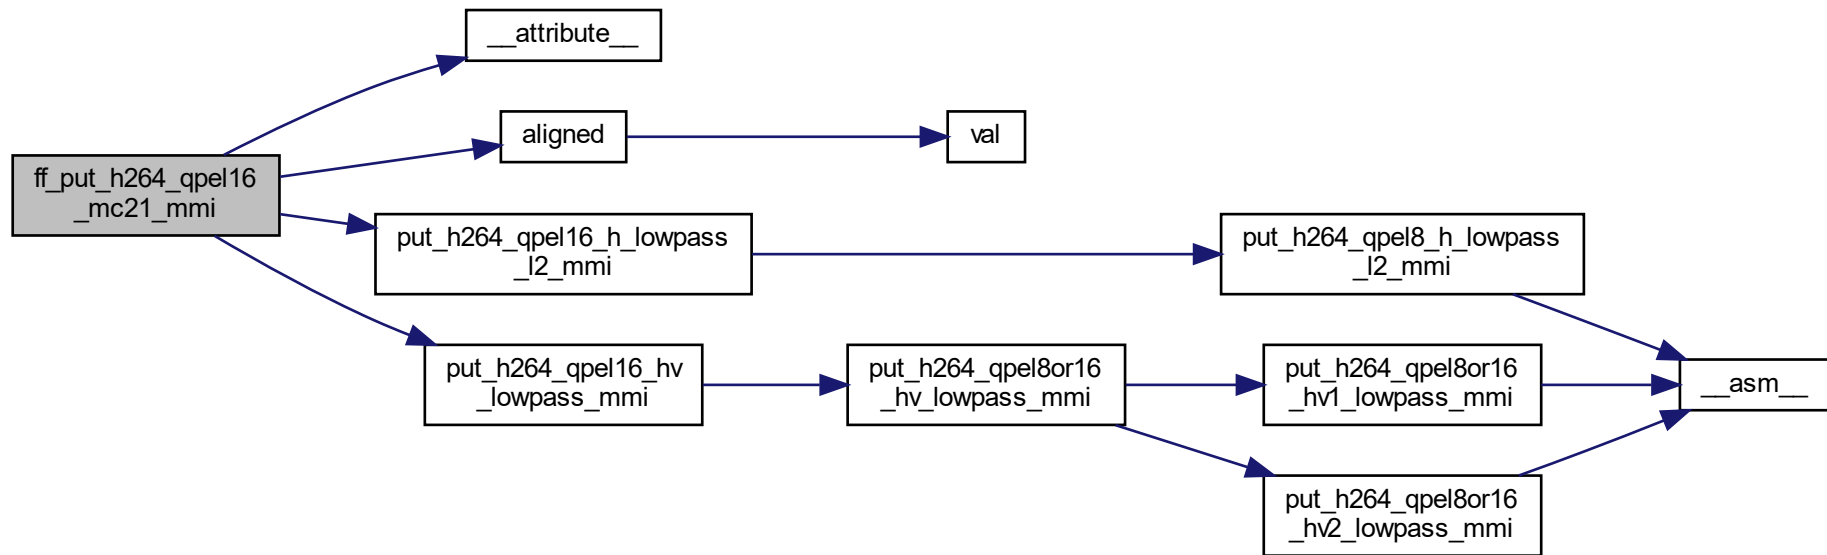 ff_put_h264_qpel16
_mc21_mmi
__attribute__
aligned
val
put_h264_qpel16_h_lowpass
_l2_mmi
put_h264_qpel8_h_lowpass
_l2_mmi
put_h264_qpel16_hv
_lowpass_mmi
put_h264_qpel8or16
_hv_lowpass_mmi
put_h264_qpel8or16
_hv1_lowpass_mmi
__asm__
put_h264_qpel8or16
_hv2_lowpass_mmi